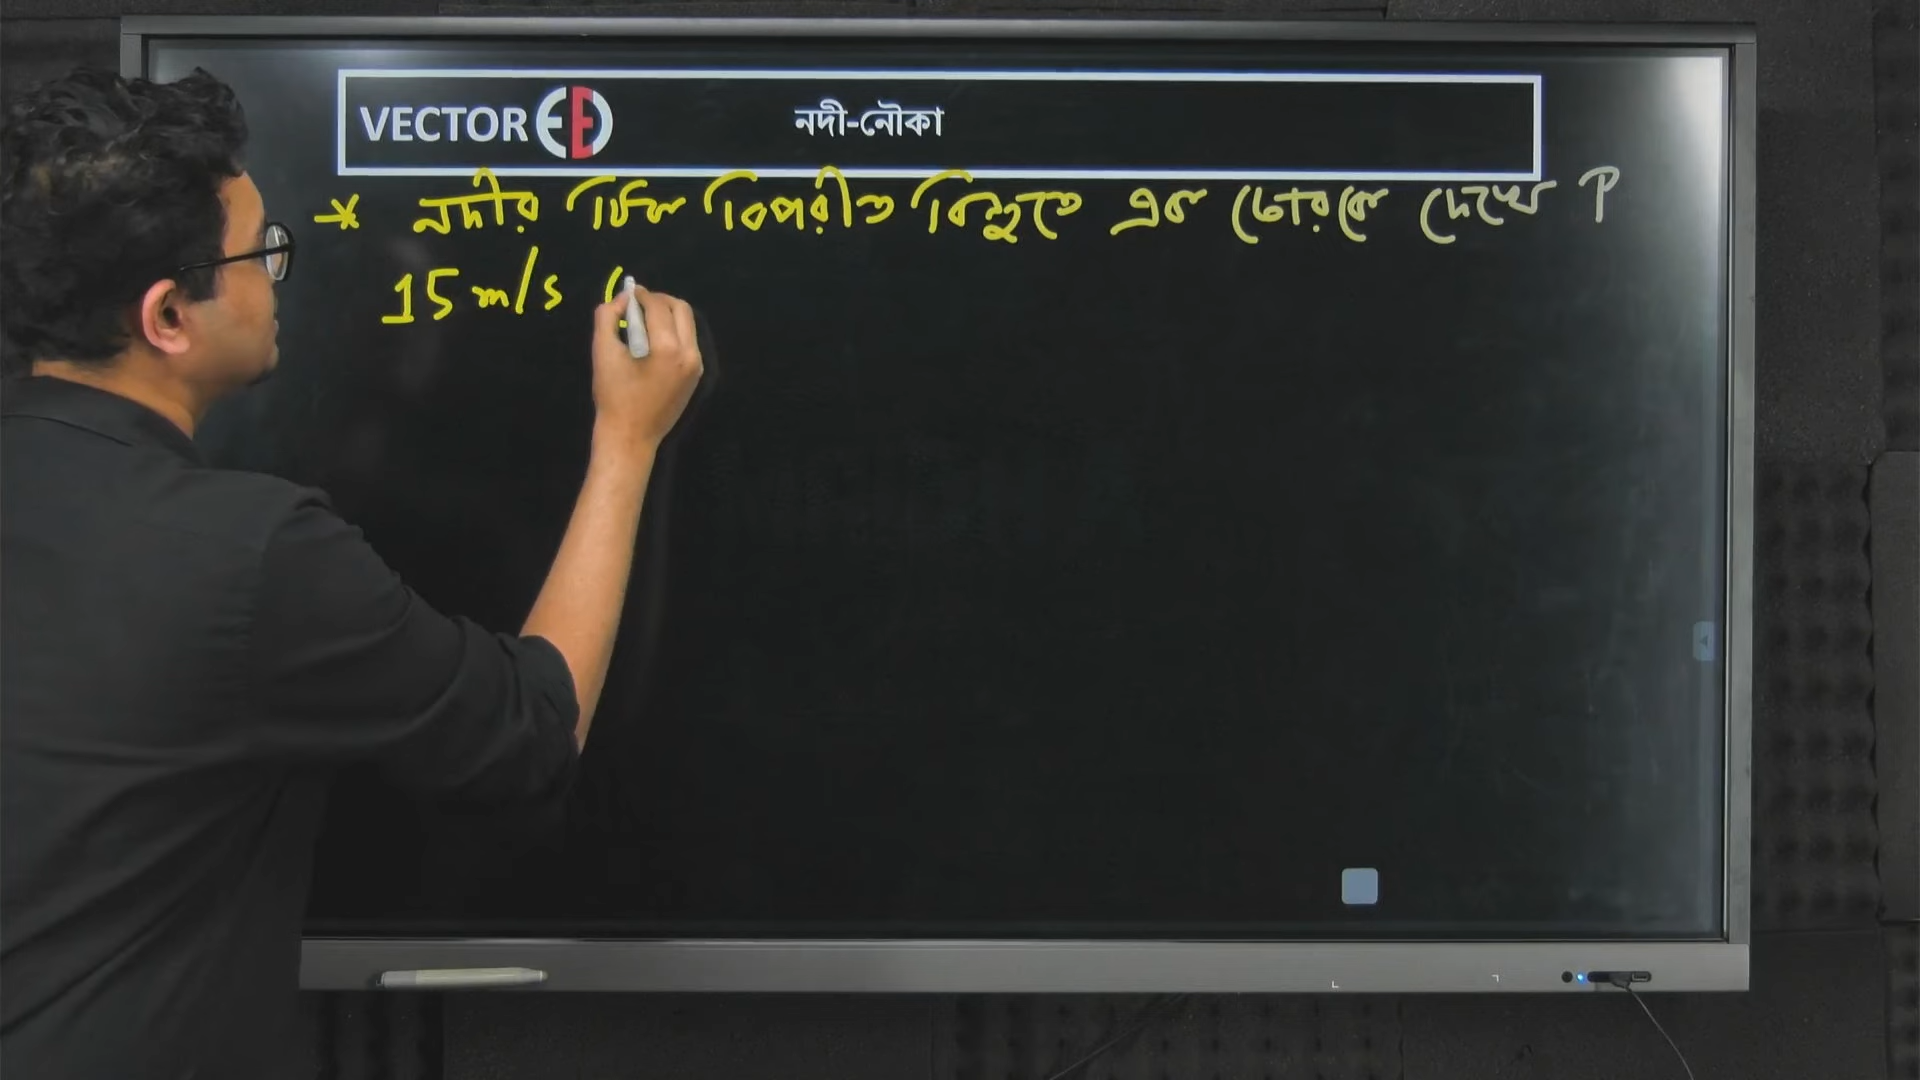 VECTOR
নদী-নৌকা
* নদীর ঠিক বিপরীত বিন্দুতে এক চোরকে দেখে P
15 m/s